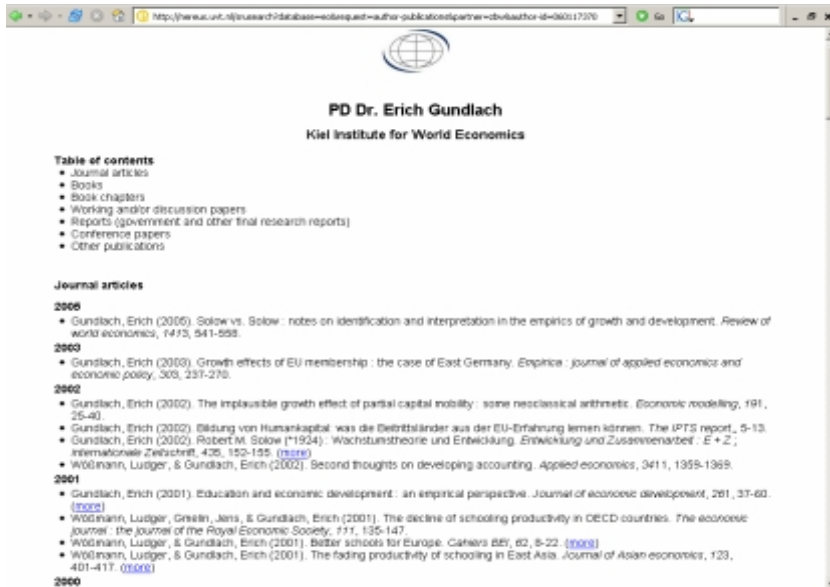 Go
PD Dr. Erich Gundlach
Kiel Institute for World Economics
Table of contents
• Journal articles
• Books
• Book chapters
• Working and/or discussion papers
• Reports (government and other final research reports)
• Conference papers
• Other publications
Journal articles
2005
• Gundlach, Erich (2005). Solow vs. Solow : notes on identification and interpretation in the empirics of growth and development. Review of
world economics, 1413, 541-556.
2003
• Gundlach, Erich (2003). Growth effects of EU membership : the case of East Germany. Empirica : journal of applied economics and
economic policy, 303, 237-270.
2002
• Gundlach, Erich (2002). The implausible growth effect of partial capital mobility : some neoclassical arithmetic. Economic modelling, 191,
25-40.
• Gundlach, Erich (2002). Bildung von Humankapital: was die Beitrittsländer aus der EU-Erfahrung lernen können. The IPTS report,, 5-13.
• Gundlach, Erich (2002). Robert M. Solow (*1924) : Wachstumstheorie und Entwicklung. Entwicklung und Zusammenarbeit : E + Z ;
internationale Zeitschrift, 435, 152-155. (more)
• Wößmann, Ludger, & Gundlach, Erich (2002). Second thoughts on developing accounting. Applied economics, 3411, 1359-1369.
2001
• Gundlach, Erich (2001). Education and economic development : an empirical perspective. Journal of economic development, 261, 37-60.
(more)
• Wößmann, Ludger, Gmelin, Jens, & Gundlach, Erich (2001). The decline of schooling productivity in OECD countries. The economic
journal : the journal of the Royal Economic Society, 111, 135-147.
• Wößmann, Ludger, & Gundlach, Erich (2001). Better schools for Europe. Cahiers BEI, 62, 8-22. (more)
• Wößmann, Ludger, & Gundlach, Erich (2001). The fading productivity of schooling in East Asia. Journal of Asian economics, 123,
401-417. (more)
2000